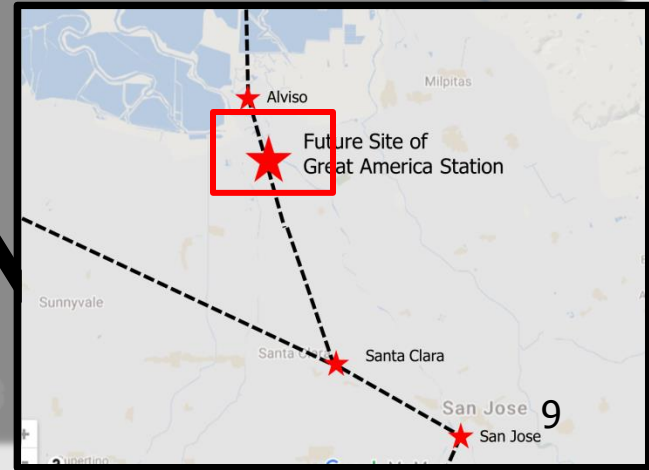 Milpitas
Alviso
Future Site of
Great America Station
Sunnyvale
Santa Clara
Santa Clara
San Jose
9
San Jose